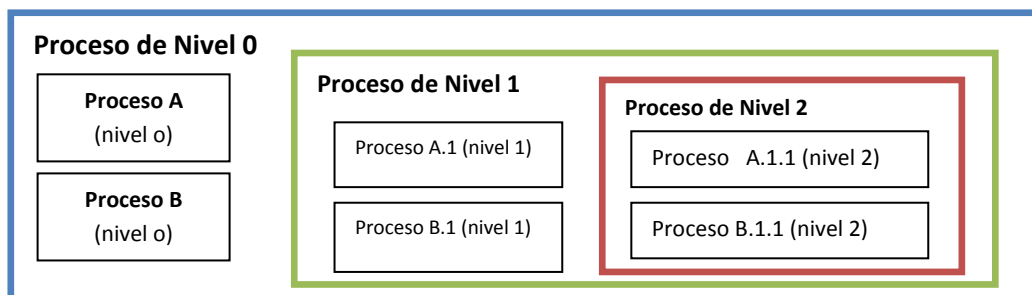 Proceso de Nivel 0
Proceso A
(nivel o)
Proceso B
(nivel o)
Proceso de Nivel 1
Proceso A.1 (nivel 1)
Proceso B.1 (nivel 1)
Proceso de Nivel 2
Proceso A.1.1 (nivel 2)
Proceso B.1.1 (nivel 2)